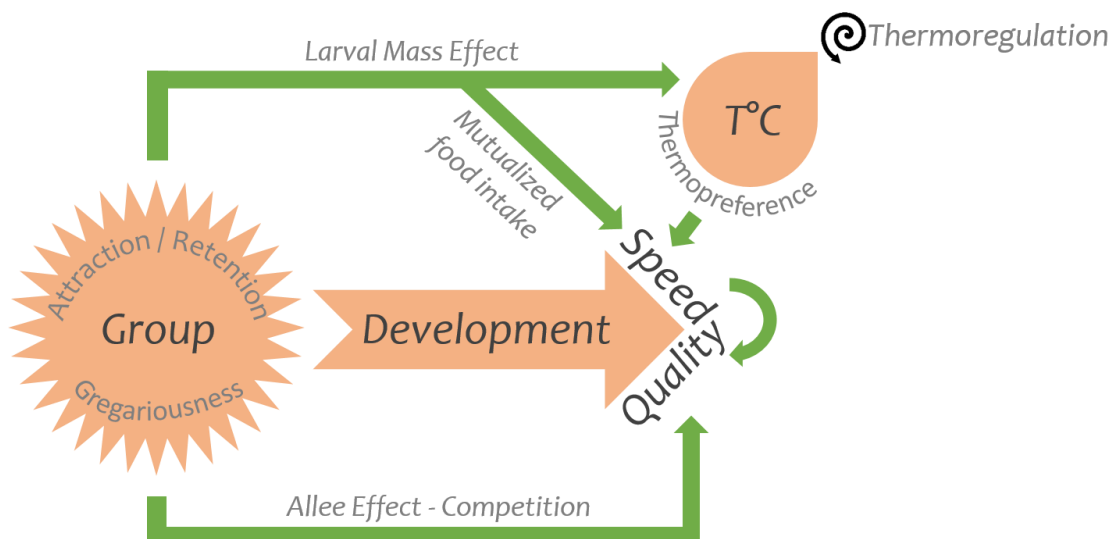 Larval Mass Effect
Thermoregulation
T°C
Thermopreference
Mutualized
food intake
Attraction / Retention
Group
Gregariousness
Development
Speed
Quality
Allee Effect - Competition